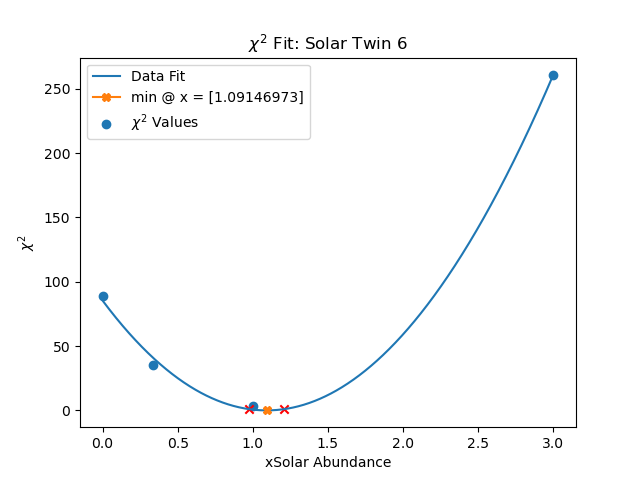 χ² Fit: Solar Twin 6
Data Fit
min @ x = [1.09146973]
χ² Values
χ²
250
200
150
100
50
0
0.0 0.5 1.0 1.5 2.0 2.5 3.0
xSolar Abundance